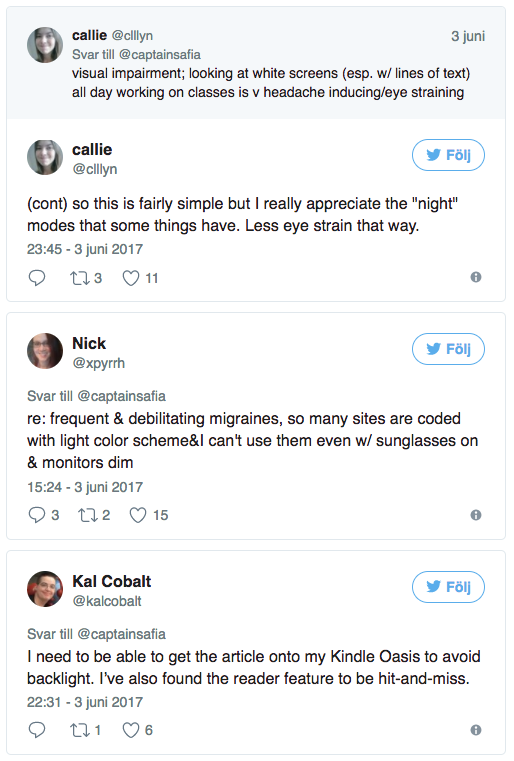 callie @clllyn 3 juni
Svar till @captainsafia
visual impairment; looking at white screens (esp. w/ lines of text)
all day working on classes is v headache inducing/eye straining
callie Följ
@clllyn
(cont) so this is fairly simple but I really appreciate the "night"
modes that some things have. Less eye strain that way.
23:45 - 3 juni 2017
3 11
Nick Följ
@xpyrrh
Svar till @captainsafia
re: frequent & debilitating migraines, so many sites are coded
with light color scheme&I can't use them even w/ sunglasses on
& monitors dim
15:24 - 3 juni 2017
3 2 15
Kal Cobalt Följ
@kalcobalt
Svar till @captainsafia
I need to be able to get the article onto my Kindle Oasis to avoid
backlight. I've also found the reader feature to be hit-and-miss.
22:31 - 3 juni 2017
1 6